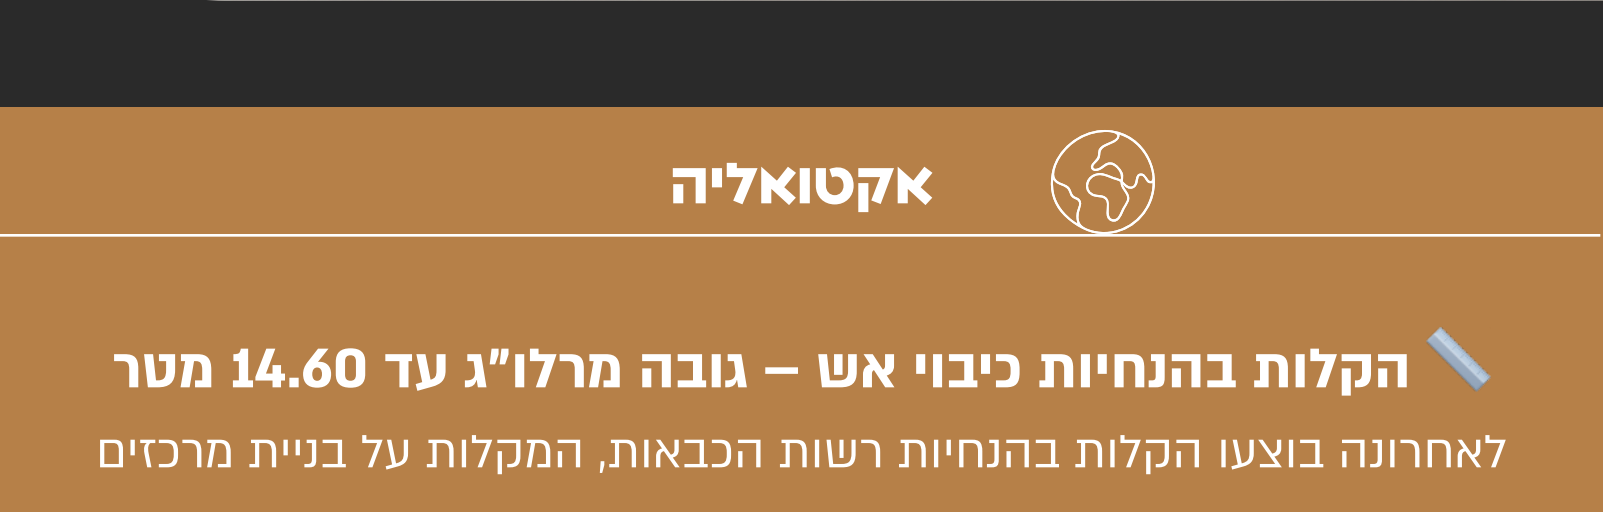 אקטואליה
הקלות בהנחיות כיבוי אש – גובה מרלו"ג עד 14.60 מטר
לאחרונה בוצעו הקלות בהנחיות רשות הכבאות, המקלות על בניית מרכזים